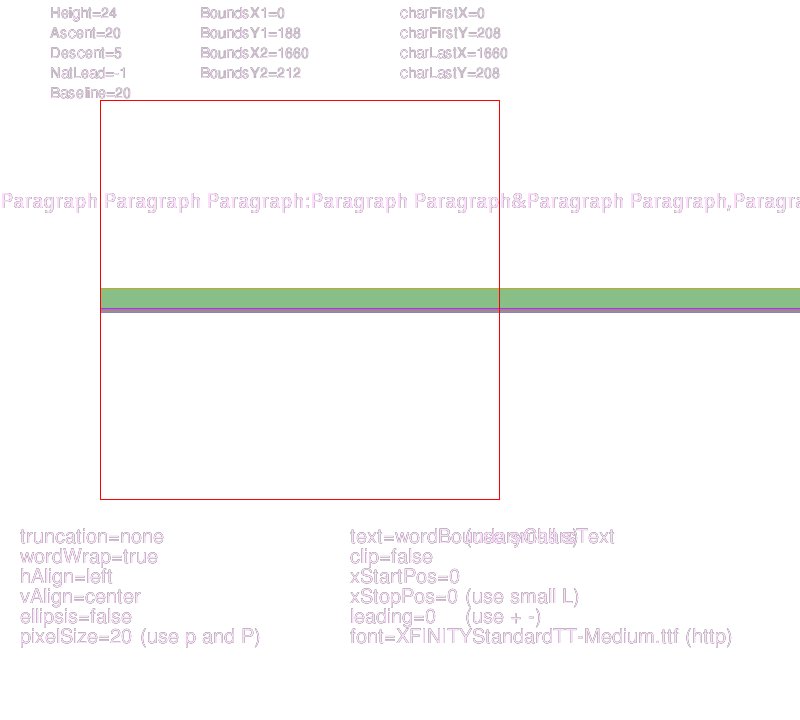 Height=24 BoundsX1=0 charFirstX=0
Ascent=20 BoundsY1=188 charFirstY=208
Descent=5 BoundsX2=1660 charLastX=1660
NatLead=-1 BoundsY2=212 charLastY=208
Baseline=20
Paragraph Paragraph Paragraph:Paragraph Paragraph&Paragraph Paragraph,Paragra
truncation=none text=wordBoundaryCharsText
wordWrap=true clip=false
hAlign=left xStartPos=0
vAlign=center xStopPos=0 (use small L)
ellipsis=false leading=0 (use + -)
pixelSize=20 (use p and P) font=XFINITYStandardTT-Medium.ttf (http)